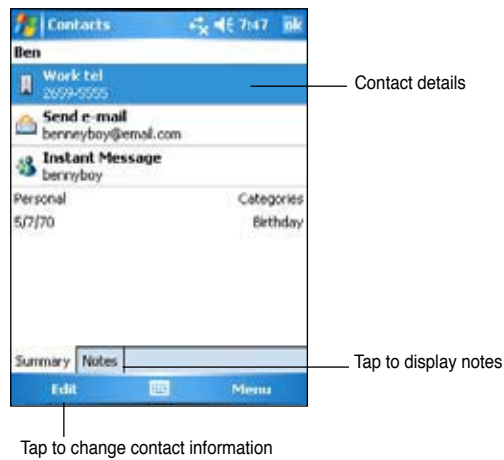 Contacts 7:47 ok
Ben
Work tel
2659-5555
Contact details
Send e-mail
benneyboy@email.com
Instant Message
bennyboy
Personal Categories
5/7/70 Birthday
Summary Notes
Tap to display notes
Edit Menu
Tap to change contact information